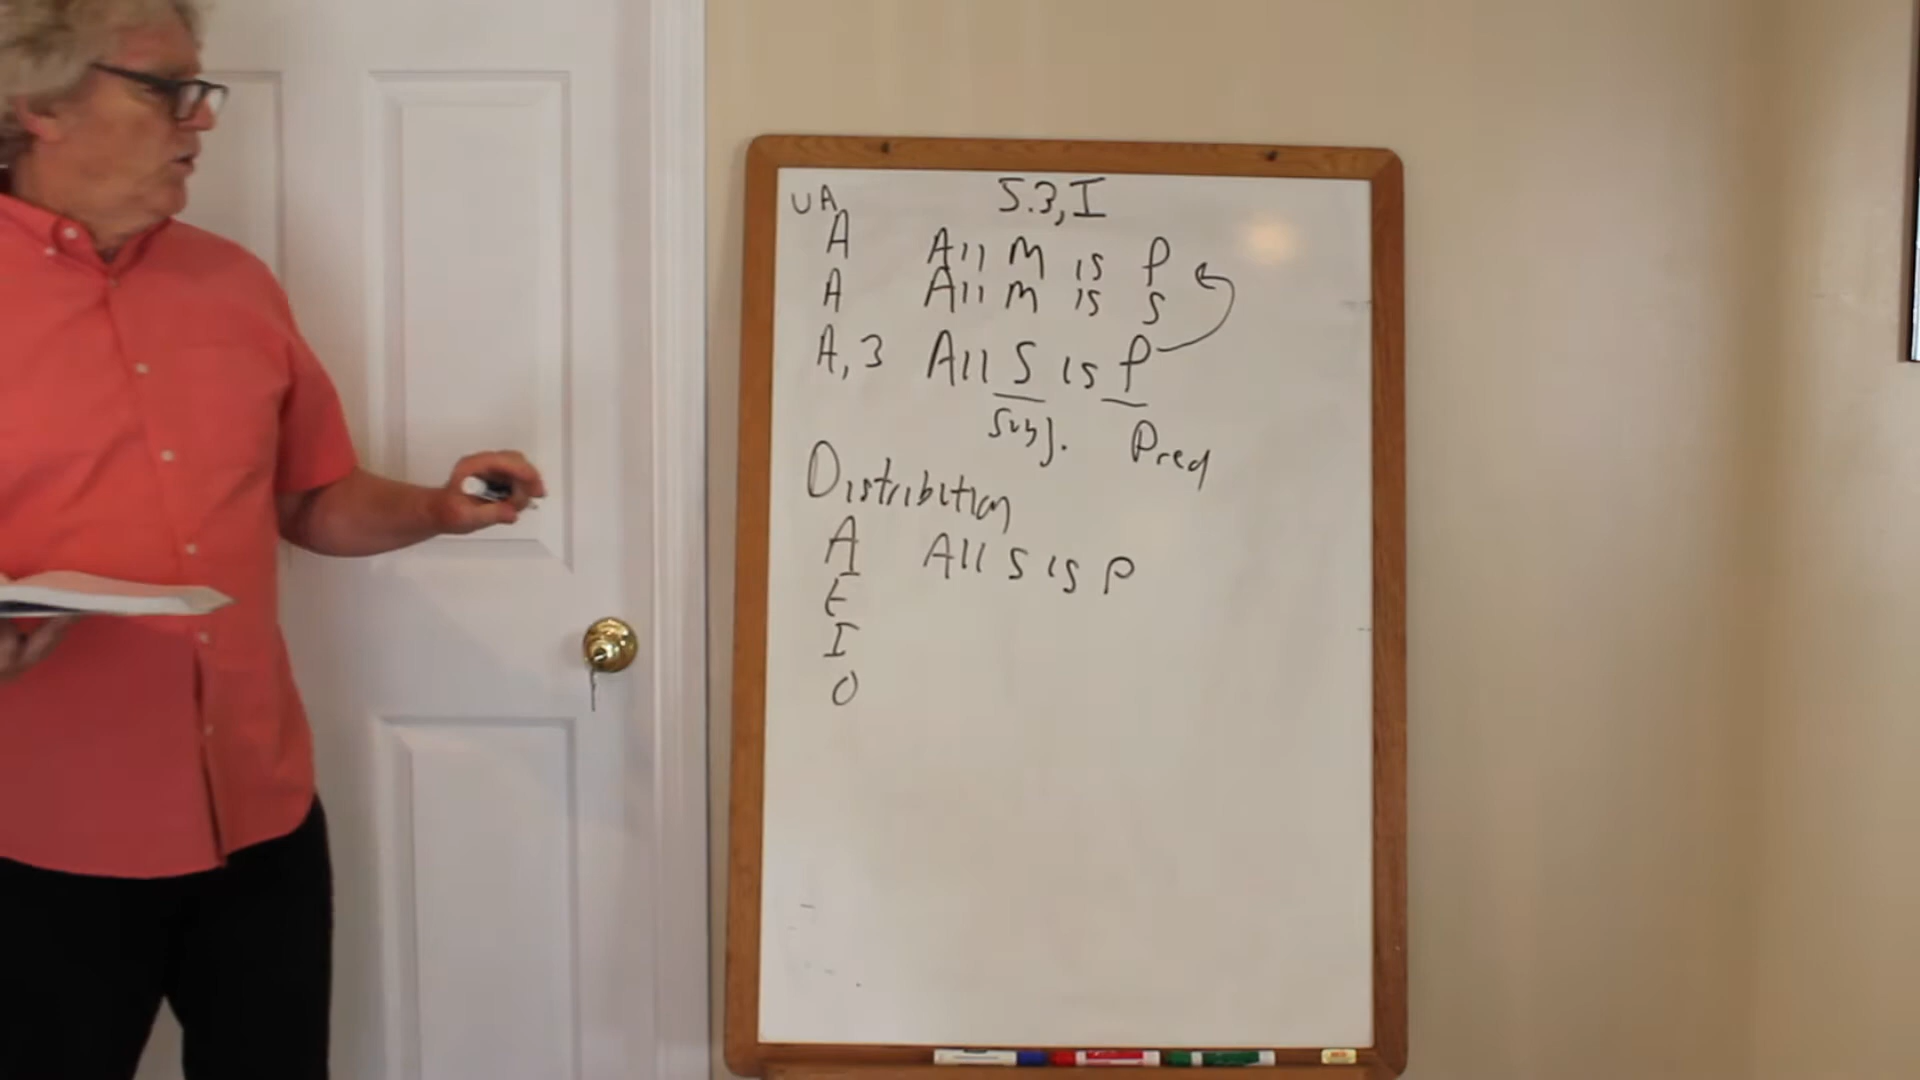 5.3, I
UA
A All M is P
A All M is S
A, 3 All S is P
Subj. Pred
Distribution
A All S is P
E
I
O